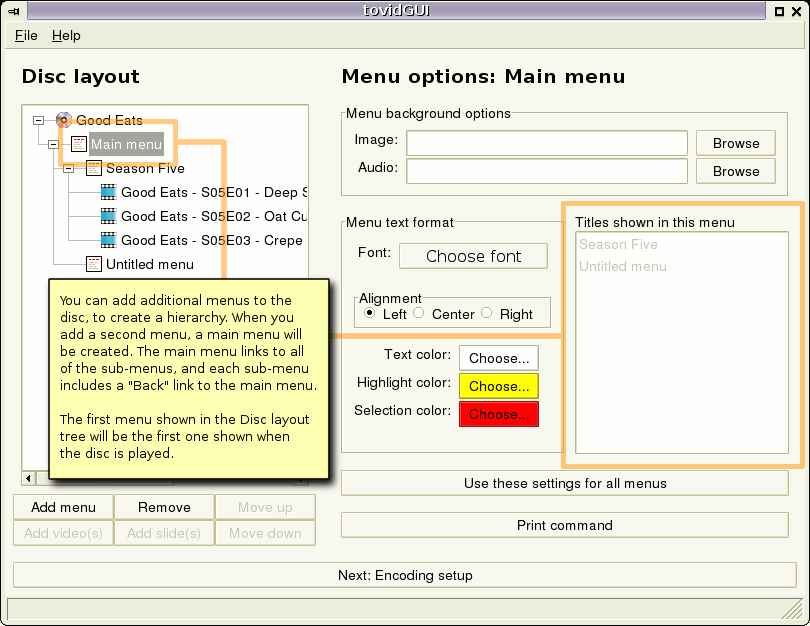 tovidGUI
File Help
Disc layout
Good Eats
Main menu
Season Five
Good Eats - S05E01 - Deep S
Good Eats - S05E02 - Oat Cu
Good Eats - S05E03 - Crepe
Untitled menu
You can add additional menus to the
disc, to create a hierarchy. When you
add a second menu, a main menu will
be created. The main menu links to all
of the sub-menus, and each sub-menu
includes a "Back" link to the main menu.
The first menu shown in the Disc layout
tree will be the first one shown when
the disc is played.
Add menu Remove Move up
Add video(s) Add slide(s) Move down
Menu options: Main menu
Menu background options
Image: Browse
Audio: Browse
Menu text format
Font: Choose font
Alignment
Left Center Right
Text color: Choose...
Highlight color: Choose...
Selection color: Choose...
Titles shown in this menu
Season Five
Untitled menu
Use these settings for all menus
Print command
Next: Encoding setup